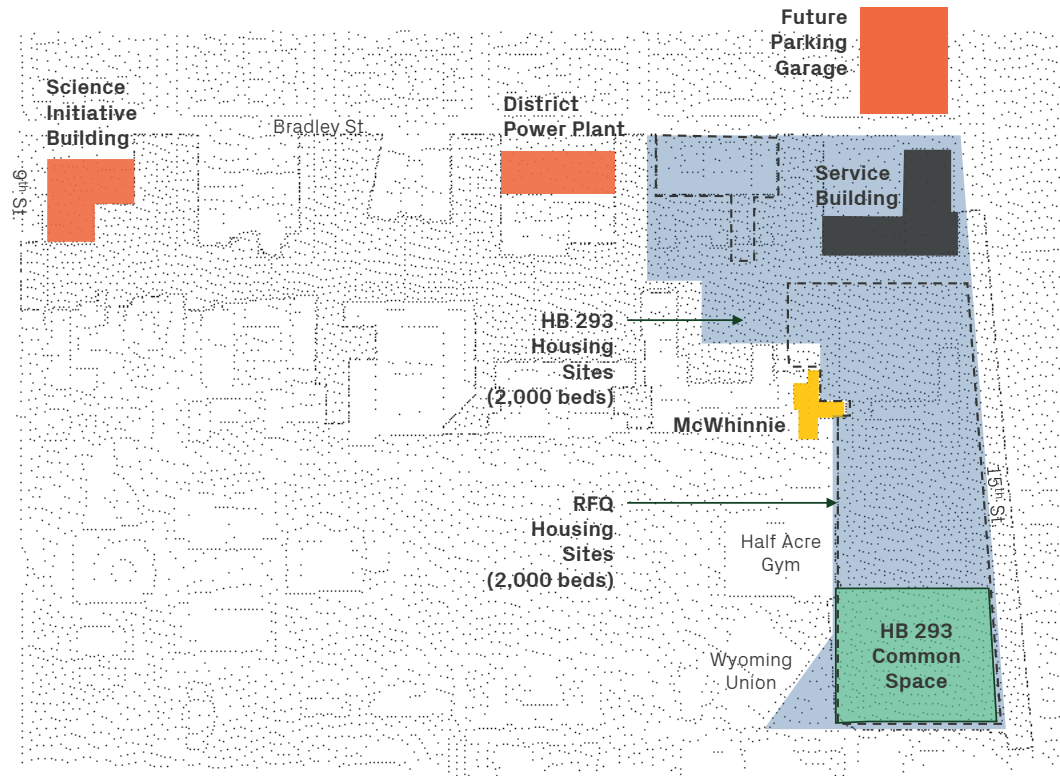 Future
Parking
Garage
Science
Initiative
Building
District
Power Plant
Bradley St.
9th St.
Service
Building
HB 293
Housing
Sites
(2,000 beds)
McWhinnie
RFQ
Housing
Sites
(2,000 beds)
15th St.
Half Acre
Gym
HB 293
Common
Space
Wyoming
Union